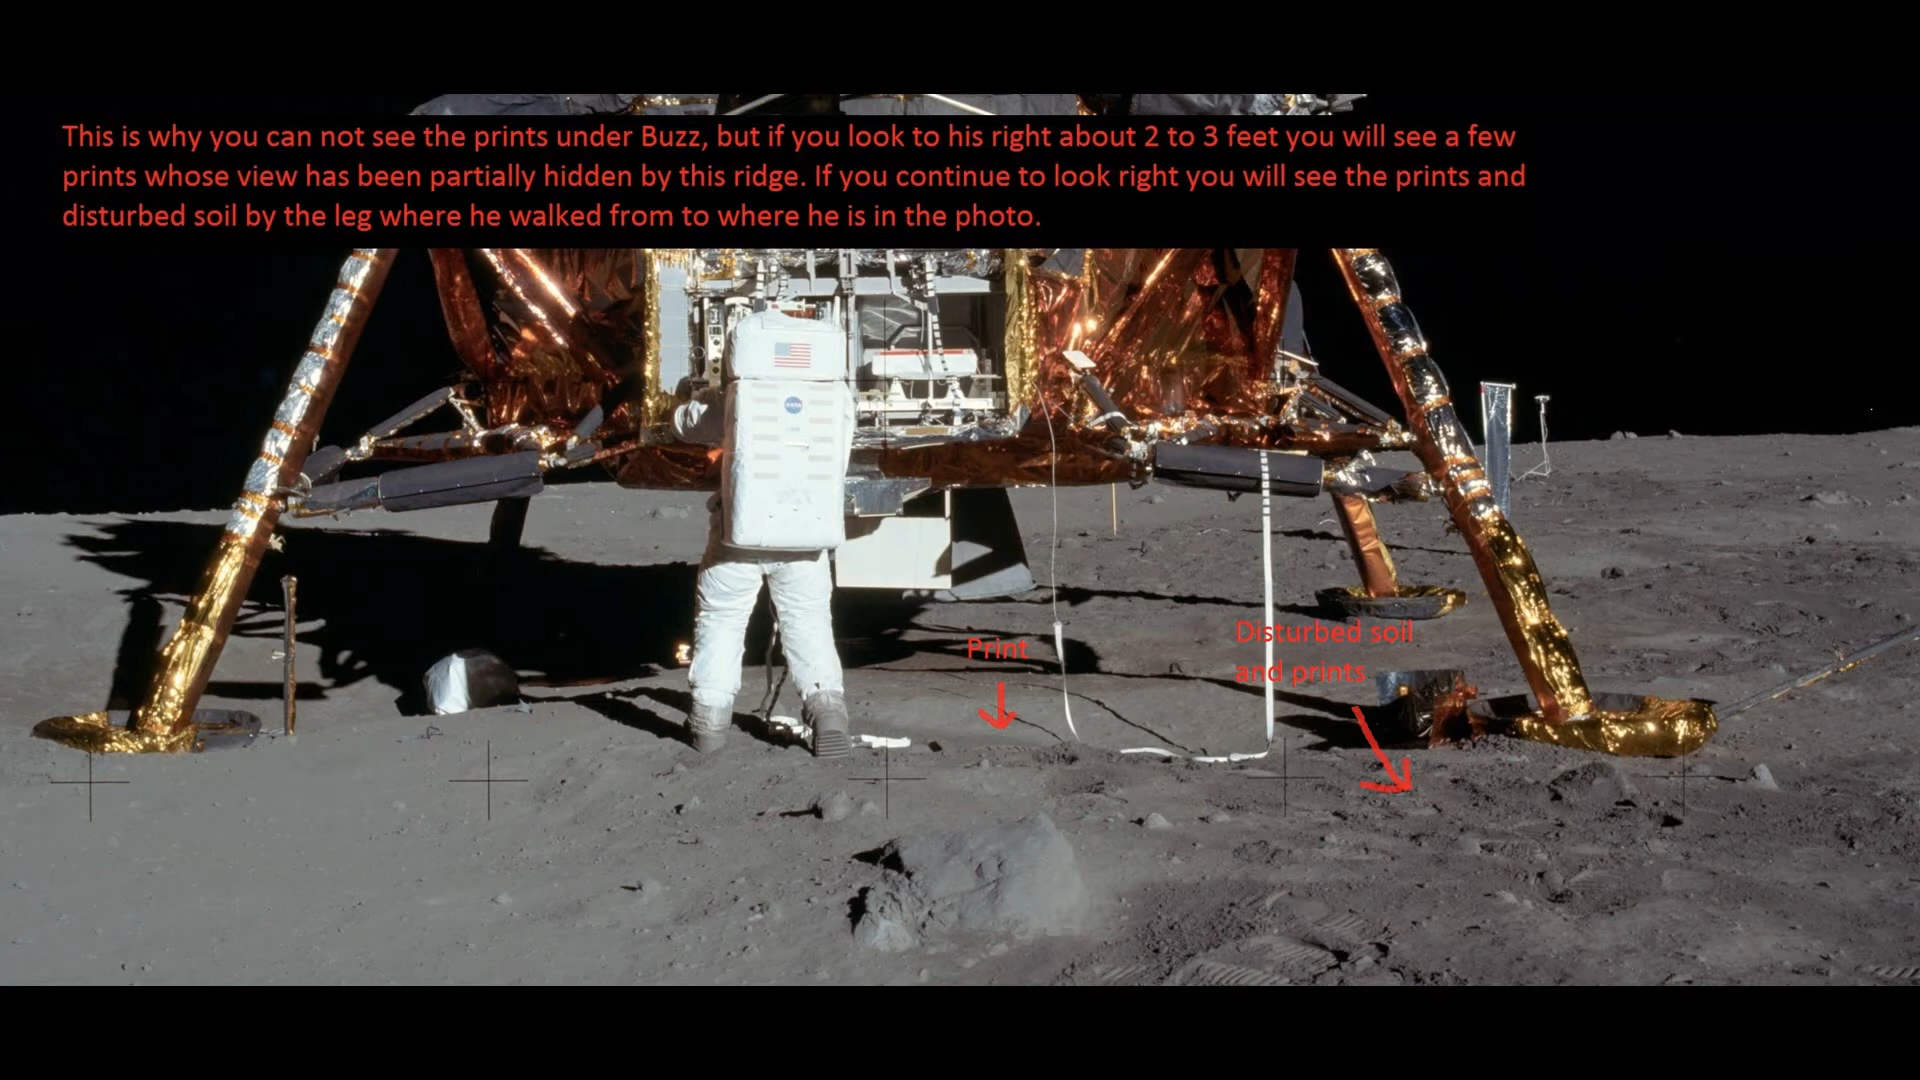 This is why you can not see the prints under Buzz, but if you look to his right about 2 to 3 feet you will see a few
prints whose view has been partially hidden by this ridge. If you continue to look right you will see the prints and
disturbed soil by the leg where he walked from to where he is in the photo.
NASA
Print
Disturbed soil
and prints